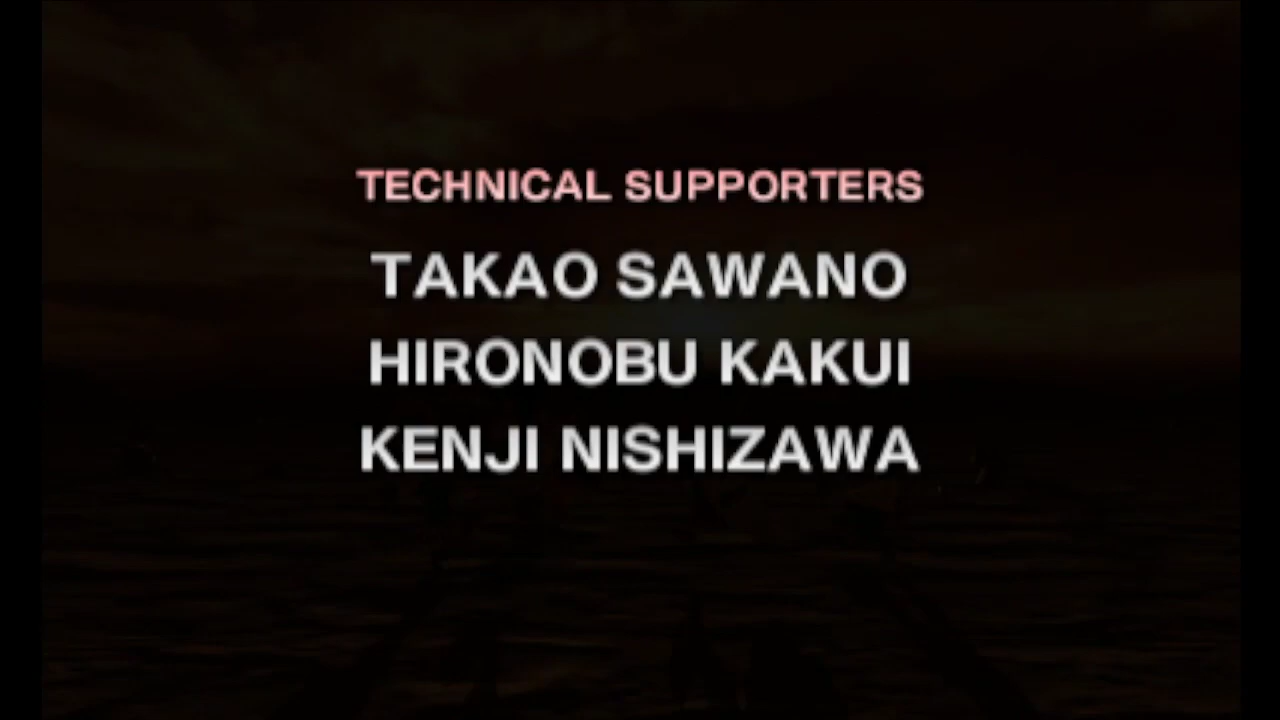 TECHNICAL SUPPORTERS
TAKAO SAWANO
HIRONOBU KAKUI
KENJI NISHIZAWA